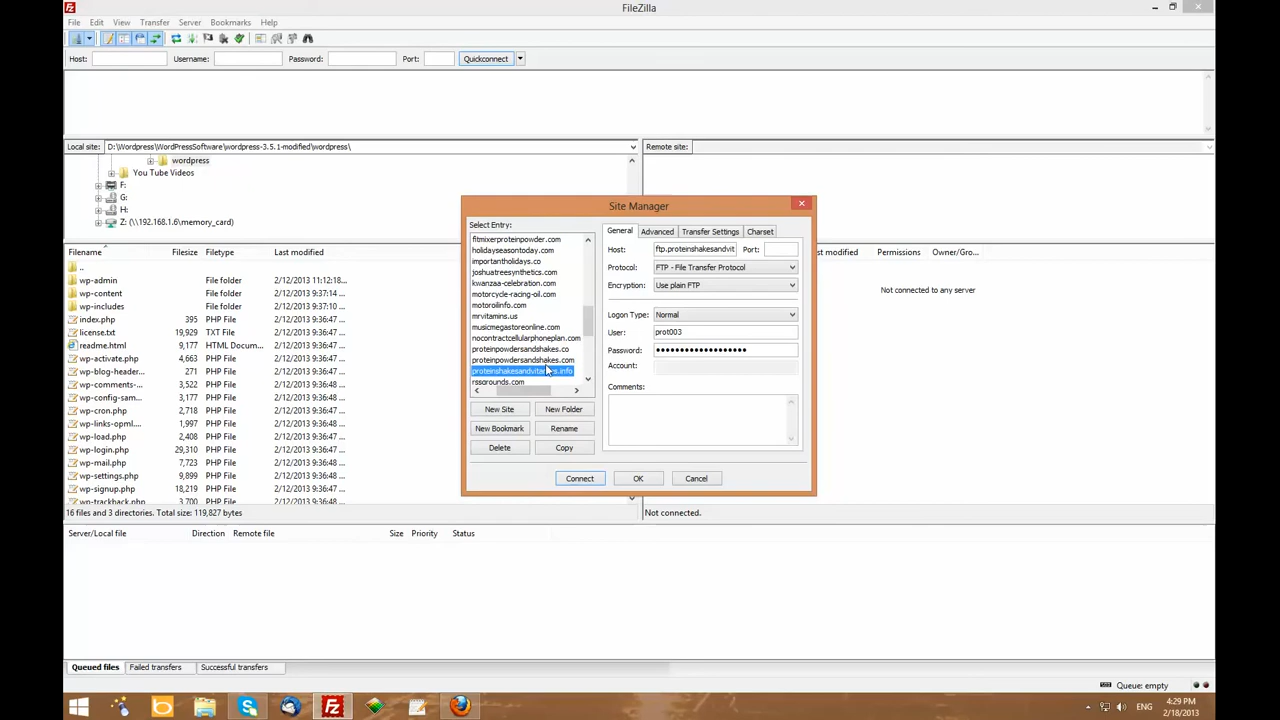 FileZilla
File Edit View Transfer Server Bookmarks Help
Host: Username: Password: Port: Quickconnect
Local site: D:\Wordpress\WordPressSoftware\wordpress-3.5.1-modified\wordpress\
Remote site:
wordpress
You Tube Videos
F:
G:
H:
Z: (\\192.168.1.6\memory_card)
Filename Filesize Filetype Last modified
..
wp-admin File folder 2/12/2013 11:12:18...
wp-content File folder 2/12/2013 9:37:14...
wp-includes File folder 2/12/2013 9:36:44...
index.php 395 PHP File 2/12/2013 9:36:47...
license.txt 19,929 TXT File 2/12/2013 9:36:47...
readme.html 9,177 HTML Docum... 2/12/2013 9:36:47...
wp-activate.php 4,663 PHP File 2/12/2013 9:36:47...
wp-blog-header... 271 PHP File 2/12/2013 9:36:47...
wp-comments-... 3,522 PHP File 2/12/2013 9:36:48...
wp-config-sam... 3,177 PHP File 2/12/2013 9:36:48...
wp-cron.php 2,718 PHP File 2/12/2013 9:36:47...
wp-links-opml.... 1,997 PHP File 2/12/2013 9:36:48...
wp-load.php 2,408 PHP File 2/12/2013 9:36:47...
wp-login.php 29,310 PHP File 2/12/2013 9:36:47...
wp-mail.php 7,723 PHP File 2/12/2013 9:36:48...
wp-settings.php 9,899 PHP File 2/12/2013 9:36:48...
wp-signup.php 18,219 PHP File 2/12/2013 9:36:47...
wp-trackback.php 3,700 PHP File 2/12/2013 9:36:48...
16 files and 3 directories. Total size: 119,827 bytes
Site Manager
Select Entry:
fitmixerproteinpowder.com
holidayseasontoday.com
importantholidays.co
joshuatreesynthetics.com
kwanzaa-celebration.com
motorcycle-racing-oil.com
motoroilinfo.com
mrvitamins.us
musicmegastoreonline.com
nocontractcellularphoneplan.com
proteinpowdersandshakes.co
proteinpowdersandshakes.com
proteinshakesandvitamins.info
rssgrounds.com
New Site New Folder
New Bookmark Rename
Delete Copy
General Advanced Transfer Settings Charset
Host: ftp.proteinshakesandvit Port:
Protocol: FTP - File Transfer Protocol
Encryption: Use plain FTP
Logon Type: Normal
User: prot003
Password: ●●●●●●●●●●●●●●●●●●●
Account:
Comments:
Connect OK Cancel
modified Permissions Owner/Gro...
Not connected to any server
Not connected.
Server/Local file Direction Remote file Size Priority Status
Queued files Failed transfers Successful transfers
Queue: empty
ENG 4:29 PM
2/18/2013